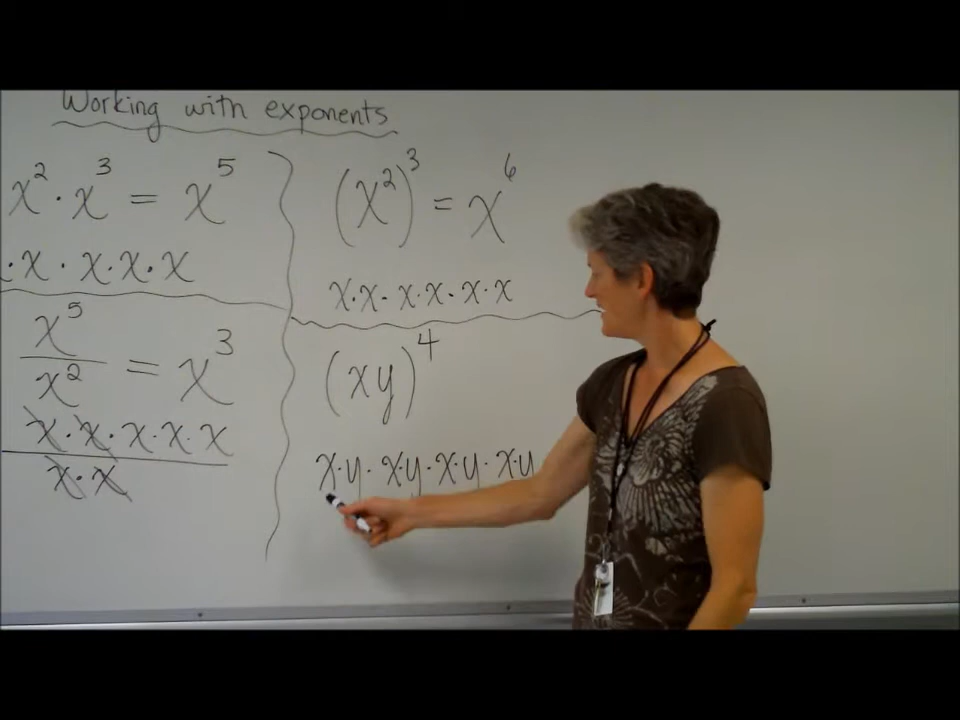 Working with exponents
x² · x³ = x⁵
· x · x · x · x
x⁵/x² = x³
x · x · x · x · x
x · x
(x²)³ = x⁶
x · x · x · x · x · x
(xy)⁴
x · y · x · y · x · y · x · y